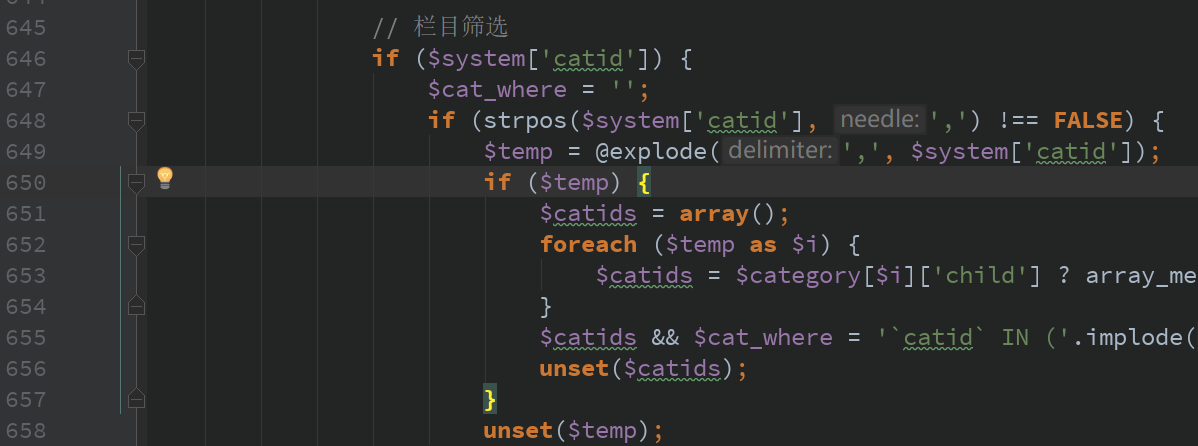 645 // 栏目筛选
646 if ($system['catid']) {
647 $cat_where = '';
648 if (strpos($system['catid'], needle: ',') !== FALSE) {
649 $temp = @explode( delimiter: ',', $system['catid']);
650 if ($temp) {
651 $catids = array();
652 foreach ($temp as $i) {
653 $catids = $category[$i]['child'] ? array_me
654 }
655 $catids && $cat_where = '`catid` IN ('.implode(
656 unset($catids);
657 }
658 unset($temp);